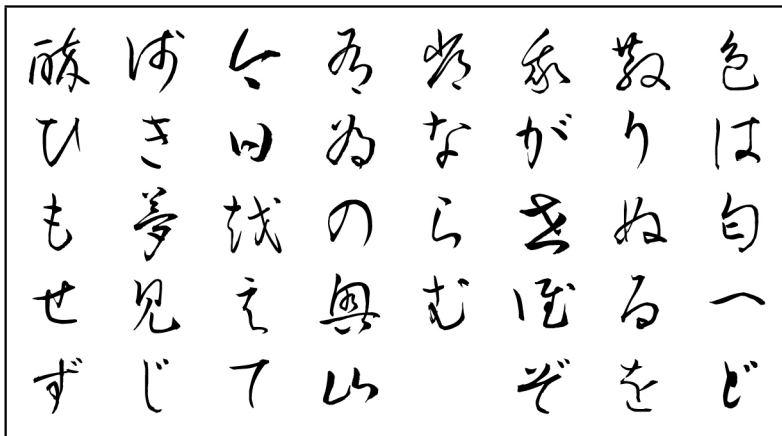 色は匂へど
散りぬるを
我が世誰ぞ
常ならむ
有為の奥山
今日越えて
浅き夢見じ
酔ひもせず